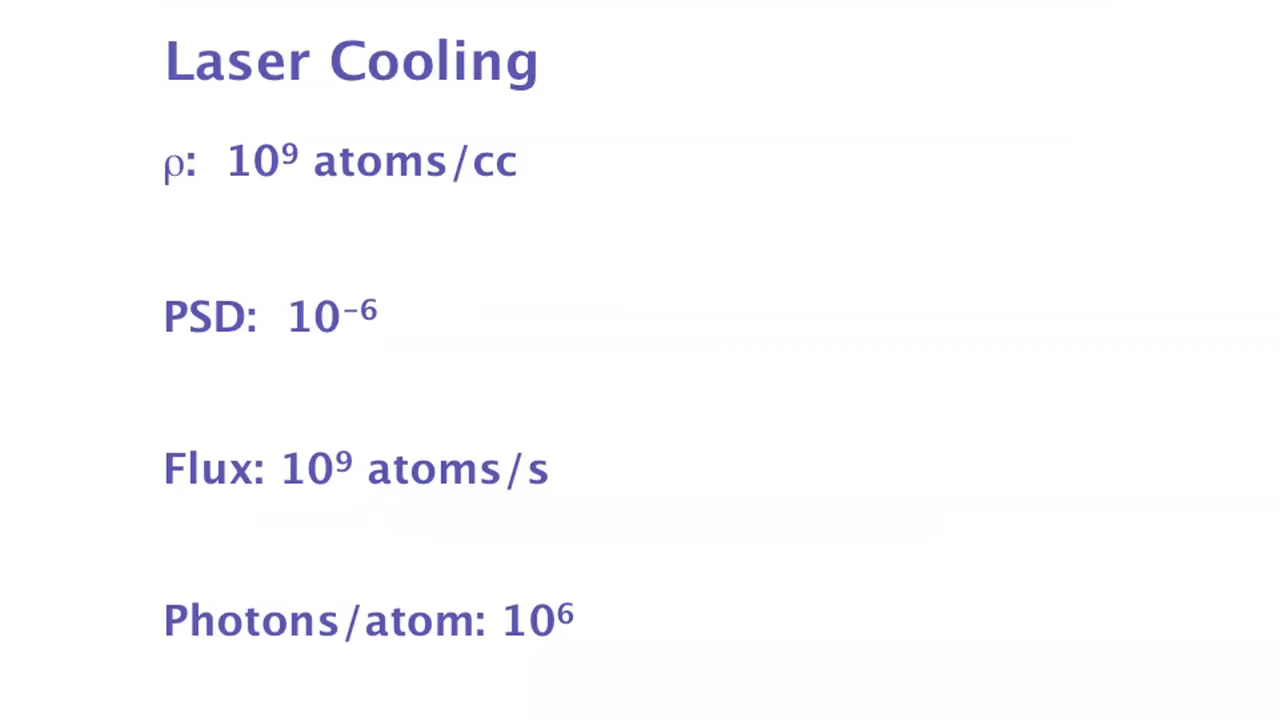 Laser Cooling
ρ: 10⁹ atoms/cc
PSD: 10⁻⁶
Flux: 10⁹ atoms/s
Photons/atom: 10⁶